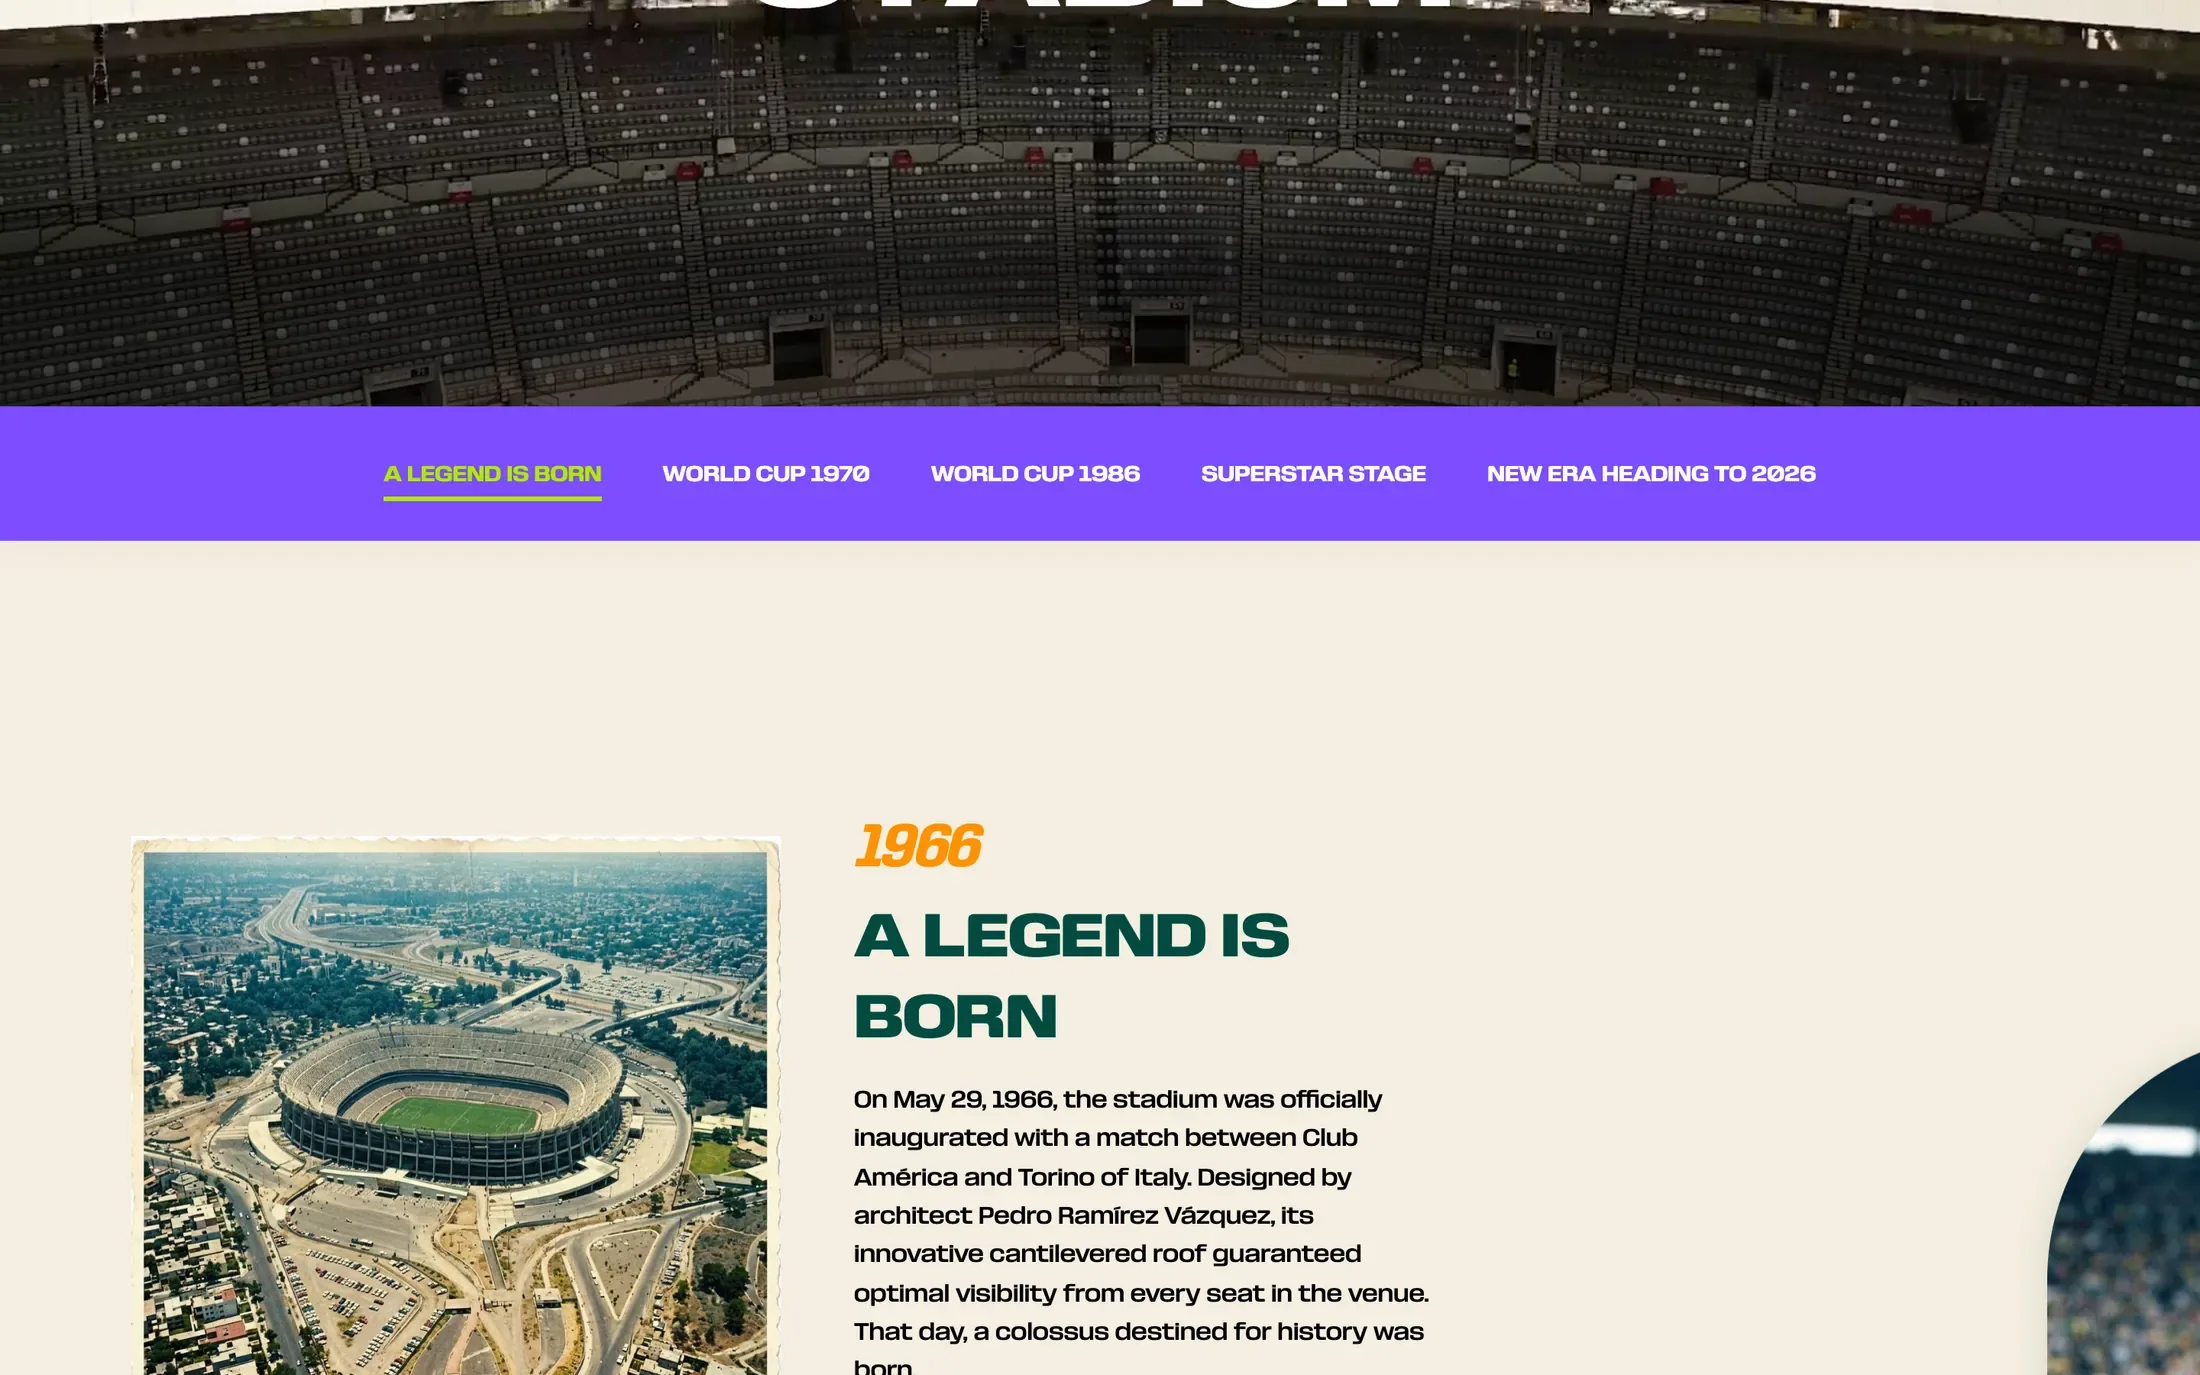 STADIUM
A LEGEND IS BORN
WORLD CUP 1970
WORLD CUP 1986
SUPERSTAR STAGE
NEW ERA HEADING TO 2026
1966
A LEGEND IS
BORN
On May 29, 1966, the stadium was officially
inaugurated with a match between Club
América and Torino of Italy. Designed by
architect Pedro Ramírez Vázquez, its
innovative cantilevered roof guaranteed
optimal visibility from every seat in the venue.
That day, a colossus destined for history was
born.